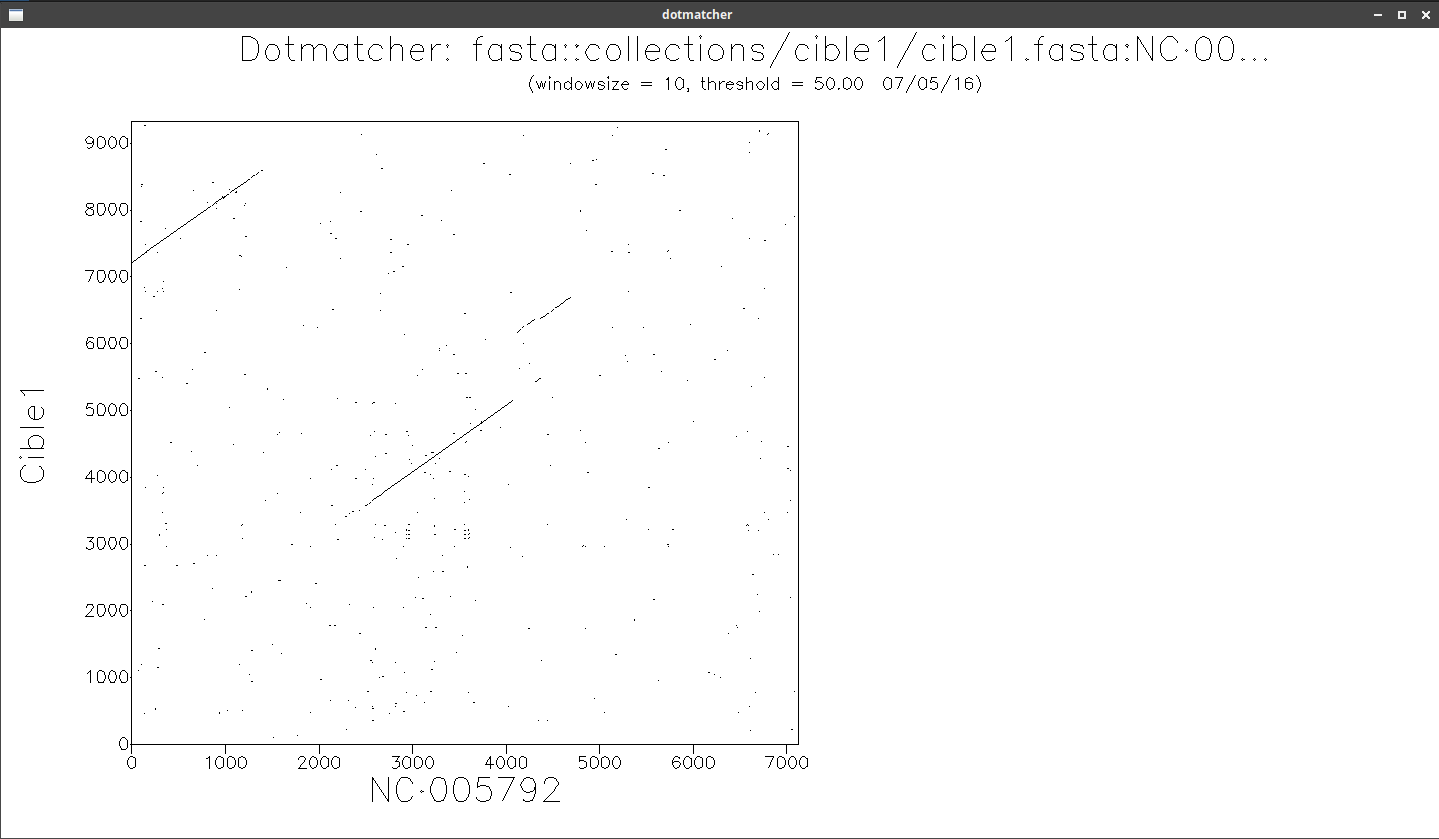 dotmatcher
Dotmatcher: fasta::collections/cible1/cible1.fasta:NC·00...
(windowsize = 10, threshold = 50.00 07/05/16)
9000
8000
7000
6000
5000
4000
3000
2000
1000
0
Cible1
0 1000 2000 3000 4000 5000 6000 7000
NC·005792